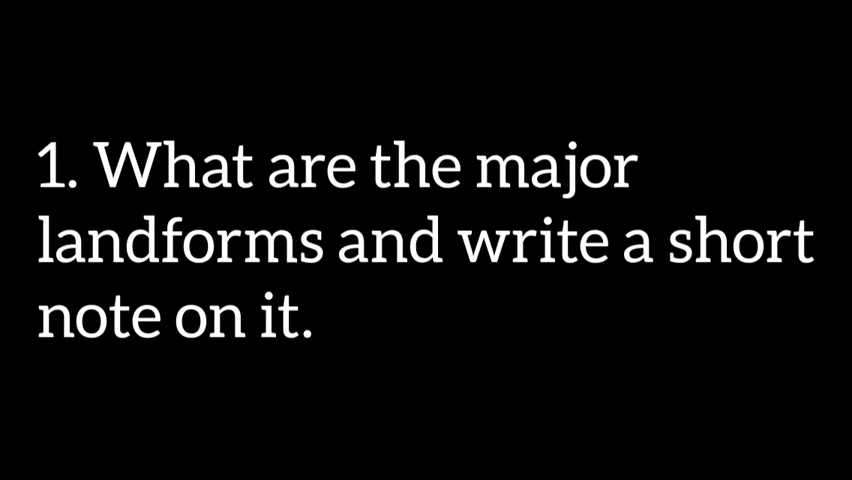 1. What are the major
landforms and write a short
note on it.